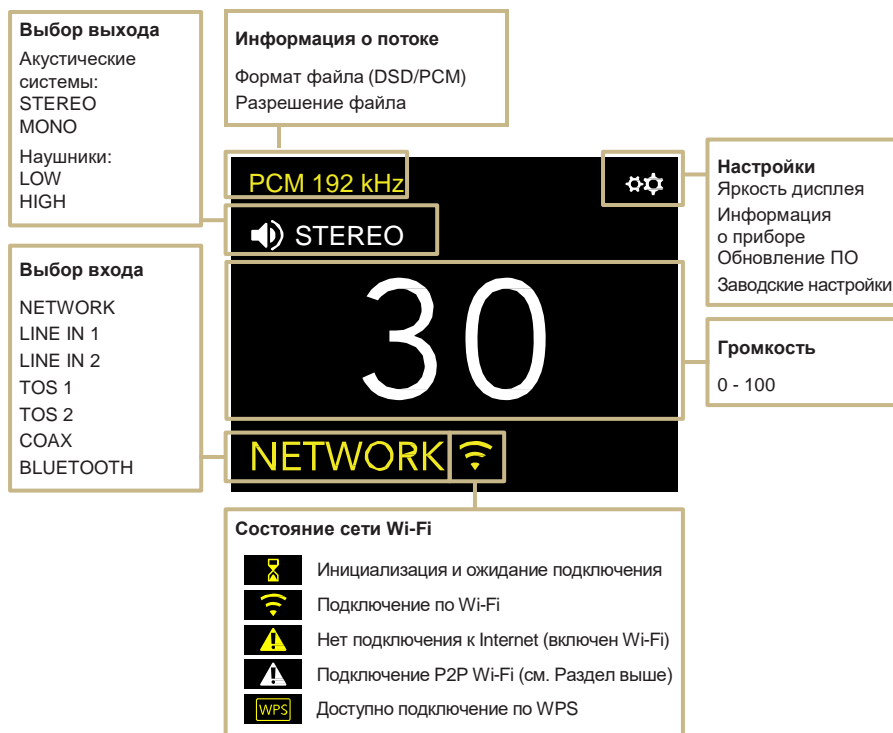 Выбор выхода
Акустические
системы:
STEREO
MONO
Наушники:
LOW
HIGH
Информация о потоке
Формат файла (DSD/PCM)
Разрешение файла
PCM 192 kHz
STEREO
30
NETWORK
Настройки
Яркость дисплея
Информация
о приборе
Обновление ПО
Заводские настройки
Выбор входа
NETWORK
LINE IN 1
LINE IN 2
TOS 1
TOS 2
COAX
BLUETOOTH
Громкость
0 - 100
Состояние сети Wi-Fi
Инициализация и ожидание подключения
Подключение по Wi-Fi
Нет подключения к Internet (включен Wi-Fi)
Подключение P2P Wi-Fi (см. Раздел выше)
WPS Доступно подключение по WPS